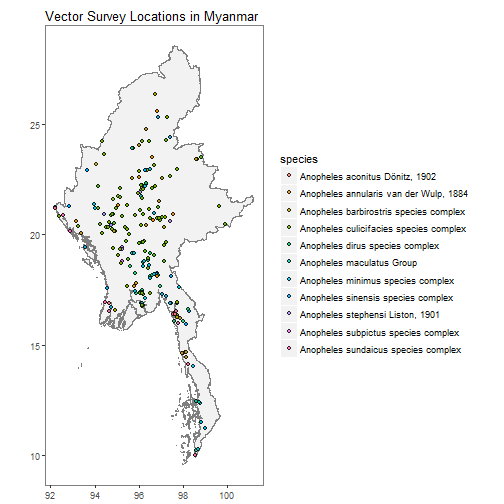 Vector Survey Locations in Myanmar
25
20
15
10
92
94
96
98
100
species
Anopheles aconitus Dönitz, 1902
Anopheles annularis van der Wulp, 1884
Anopheles barbirostris species complex
Anopheles culicifacies species complex
Anopheles dirus species complex
Anopheles maculatus Group
Anopheles minimus species complex
Anopheles sinensis species complex
Anopheles stephensi Liston, 1901
Anopheles subpictus species complex
Anopheles sundaicus species complex